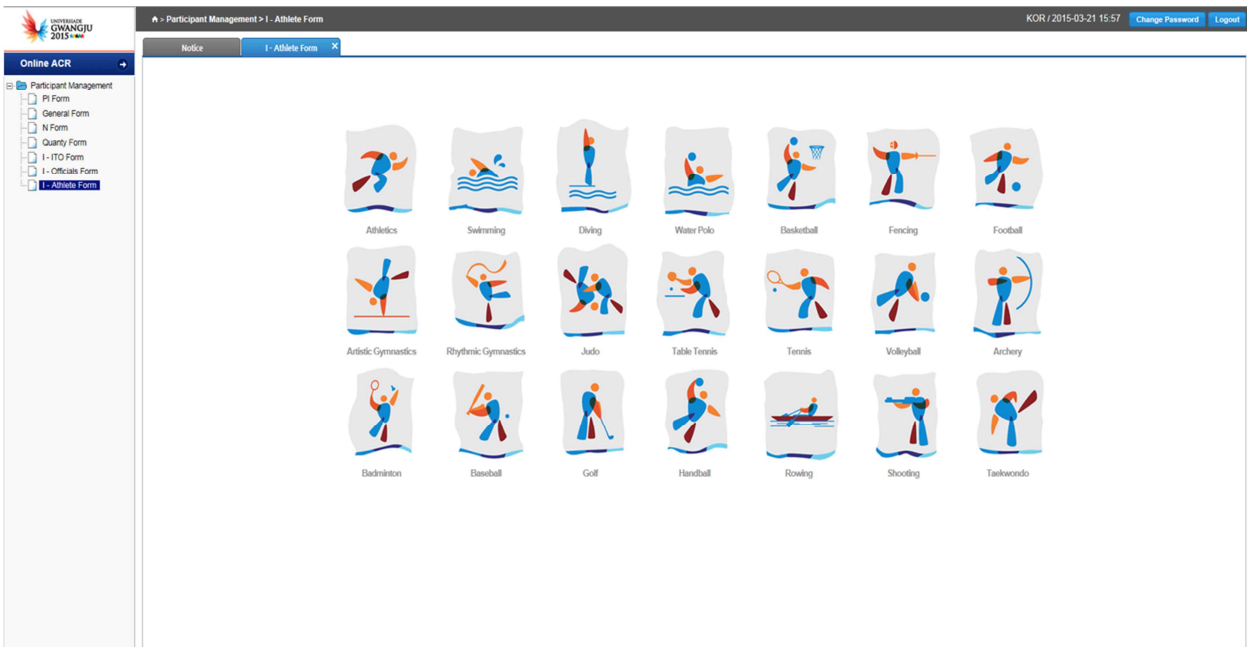 UNIVERSIADE
GWANGJU
2015
> Participant Management > I - Athlete Form
KOR / 2015-03-21 15:57
Change Password
Logout
Notice
I - Athlete Form
Online ACR
Participant Management
PI Form
General Form
N Form
Quanty Form
I - ITO Form
I - Officials Form
I - Athlete Form
Athletics
Swimming
Diving
Water Polo
Basketball
Fencing
Football
Artistic Gymnastics
Rhythmic Gymnastics
Judo
Table Tennis
Tennis
Volleyball
Archery
Badminton
Baseball
Golf
Handball
Rowing
Shooting
Taekwondo